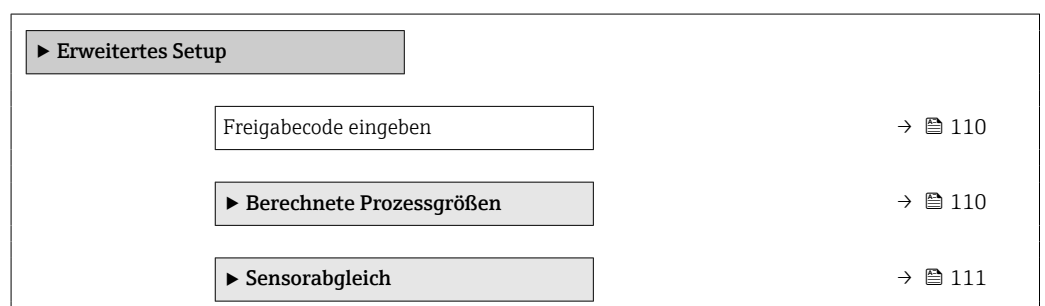 ▶ Erweitertes Setup
Freigabecode eingeben → 110
▶ Berechnete Prozessgrößen → 110
▶ Sensorabgleich → 111